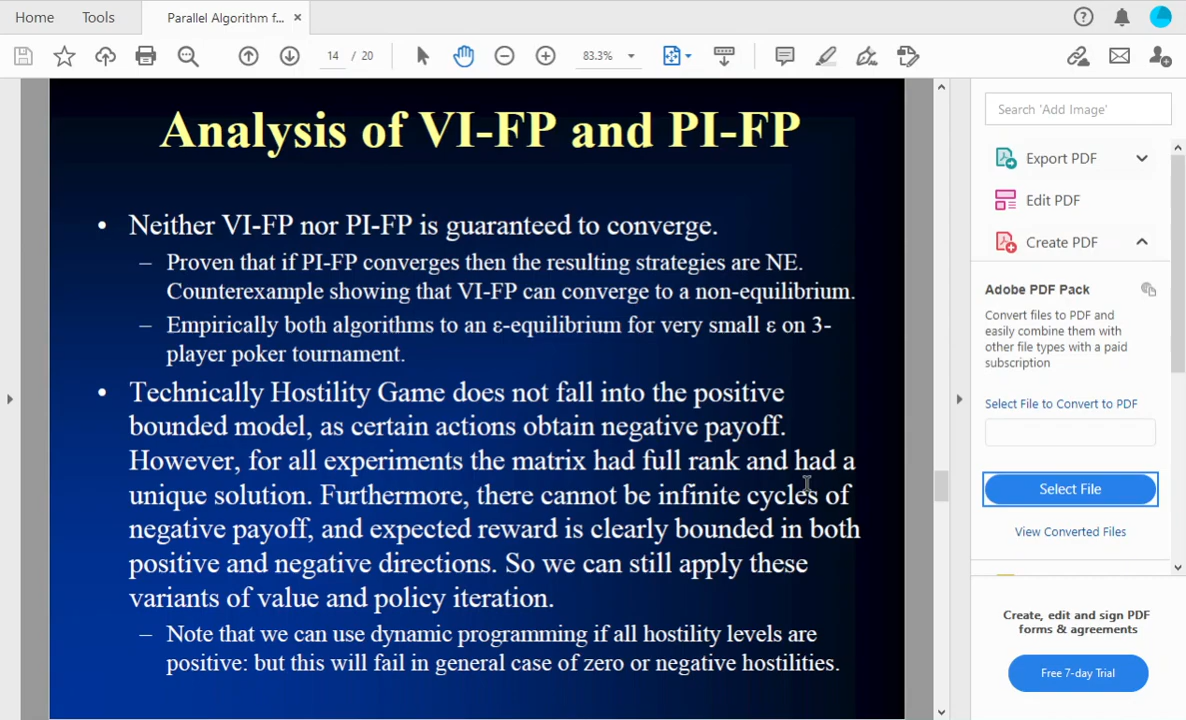 Home
Tools
Parallel Algorithm f...
14 / 20
83.3%
Analysis of VI-FP and PI-FP
• Neither VI-FP nor PI-FP is guaranteed to converge.
– Proven that if PI-FP converges then the resulting strategies are NE.
Counterexample showing that VI-FP can converge to a non-equilibrium.
– Empirically both algorithms to an ε-equilibrium for very small ε on 3-
player poker tournament.
• Technically Hostility Game does not fall into the positive
bounded model, as certain actions obtain negative payoff.
However, for all experiments the matrix had full rank and had a
unique solution. Furthermore, there cannot be infinite cycles of
negative payoff, and expected reward is clearly bounded in both
positive and negative directions. So we can still apply these
variants of value and policy iteration.
– Note that we can use dynamic programming if all hostility levels are
positive: but this will fail in general case of zero or negative hostilities.
Search 'Add Image'
Export PDF
Edit PDF
Create PDF
Adobe PDF Pack
Convert files to PDF and
easily combine them with
other file types with a paid
subscription
Select File to Convert to PDF
Select File
View Converted Files
Create, edit and sign PDF
forms & agreements
Free 7-day Trial